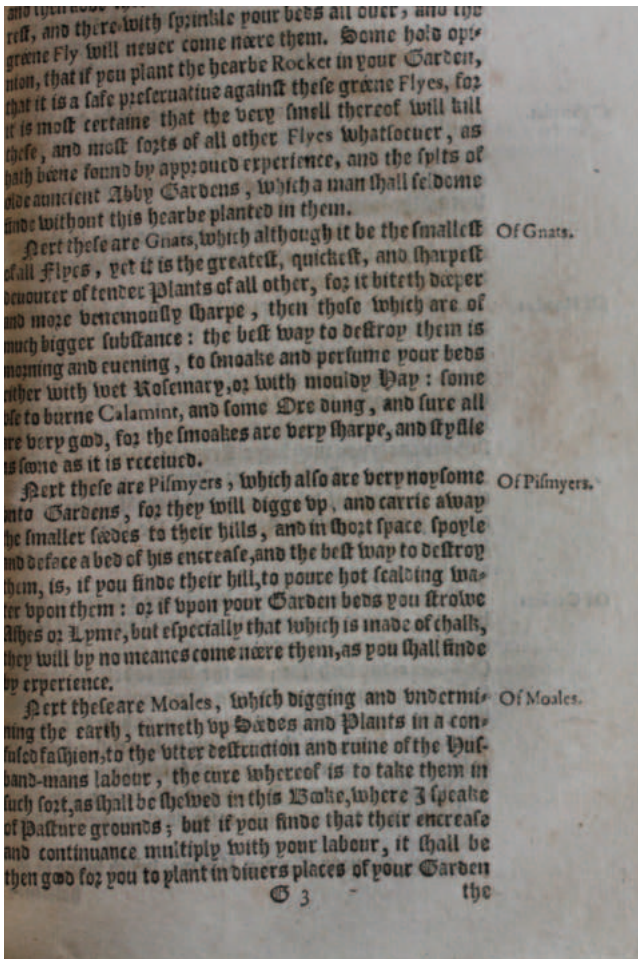 rest, and there-with sprinkle your beds all ouer, and the
greene Fly will neuer come neere them. Some hold opi-
nion, that if you plant the hearbe Rocket in your Garden,
that it is a safe preseruatiue against these greene Flyes, for
it is most certaine that the very smell thereof will kill
these, and most sorts of all other Flyes whatsoeuer, as
hath beene found by approued experience, and the spits of
olde auncient Abby Gardens, which a man shall seldome
finde without this hearbe planted in them.
Next these are Gnats, which although it be the smallest
Of Gnats.
of all Flyes, yet it is the greatest, quickest, and sharpest
deuourer of tender Plants of all other, for it biteth deeper
and more venemously sharpe, then those which are of
much bigger substance: the best way to destroy them is
morning and euening, to smoake and perfume your beds
either with wet Rosemary, or with mouldy Hay: some
vse to burne Calamint, and some Oxe dung, and sure all
are very good, for the smoakes are very sharpe, and styfle
as soone as it is receiued.
Next these are Pismyers, which also are very noysome
Of Pismyers.
vnto Gardens, for they will digge vp, and carrie away
the smaller seedes to their hills, and in short space spoyle
and deface a bed of his encrease, and the best way to destroy
them, is, if you finde their hill, to poure hot scalding wa-
ter vpon them: or if vpon your Garden beds you strowe
Ashes or Lyme, but especially that which is made of chalk,
they will by no meanes come neere them, as you shall finde
by experience.
Next these are Moales, which digging and vndermi-
Of Moales.
ning the earth, turneth vp Seedes and Plants in a con-
fused fashion, to the vtter destruction and ruine of the Hus-
band-mans labour, the cure whereof is to take them in
such sort, as shall be shewed in this Booke, where I speake
of Pasture grounds; but if you finde that their encrease
and continuance multiply with your labour, it shall be
then good for you to plant in diuers places of your Garden
G 3 the